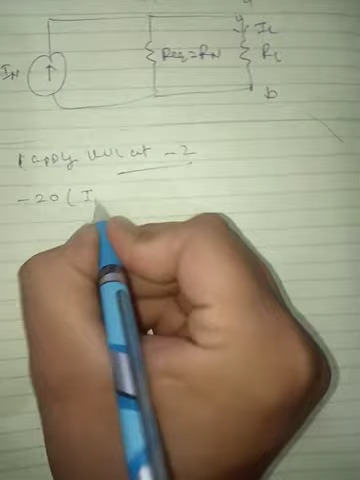 a IL
IN Req=RN RL
b
Apply KVL at - 2
-20 ( I